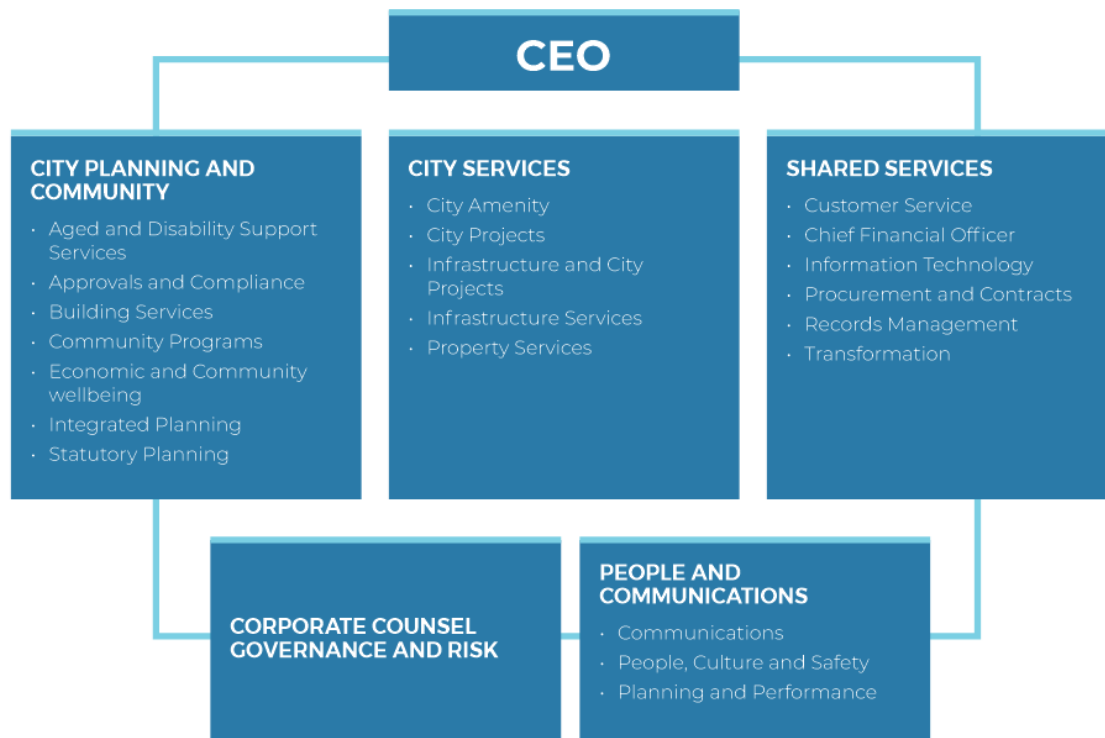 CEO
CITY PLANNING AND
COMMUNITY
· Aged and Disability Support
Services
· Approvals and Compliance
· Building Services
· Community Programs
· Economic and Community
wellbeing
· Integrated Planning
· Statutory Planning
CITY SERVICES
· City Amenity
· City Projects
· Infrastructure and City
Projects
· Infrastructure Services
· Property Services
SHARED SERVICES
· Customer Service
· Chief Financial Officer
· Information Technology
· Procurement and Contracts
· Records Management
· Transformation
CORPORATE COUNSEL
GOVERNANCE AND RISK
PEOPLE AND
COMMUNICATIONS
· Communications
· People, Culture and Safety
· Planning and Performance